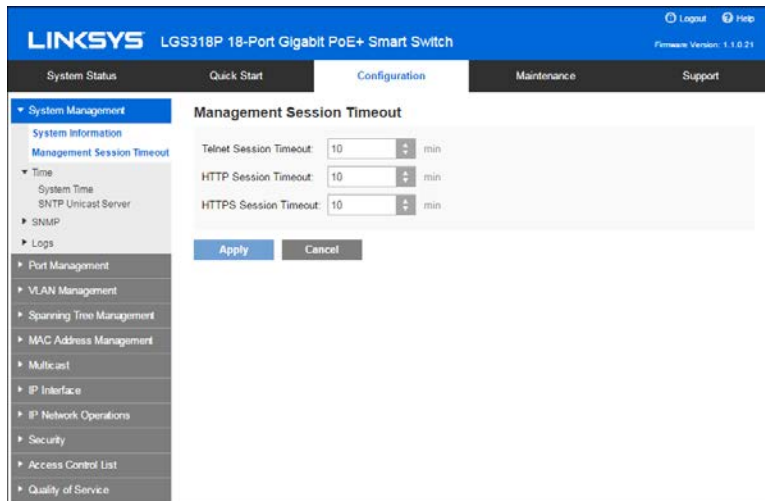 Logout Help
LINKSYS LGS318P 18-Port Gigabit PoE+ Smart Switch
Firmware Version: 1.1.0.21
System Status Quick Start Configuration Maintenance Support
System Management
System Information
Management Session Timeout
Time
System Time
SNTP Unicast Server
SNMP
Logs
Port Management
VLAN Management
Spanning Tree Management
MAC Address Management
Multicast
IP Interface
IP Network Operations
Security
Access Control List
Quality of Service
Management Session Timeout
Telnet Session Timeout: 10 min
HTTP Session Timeout: 10 min
HTTPS Session Timeout: 10 min
Apply Cancel